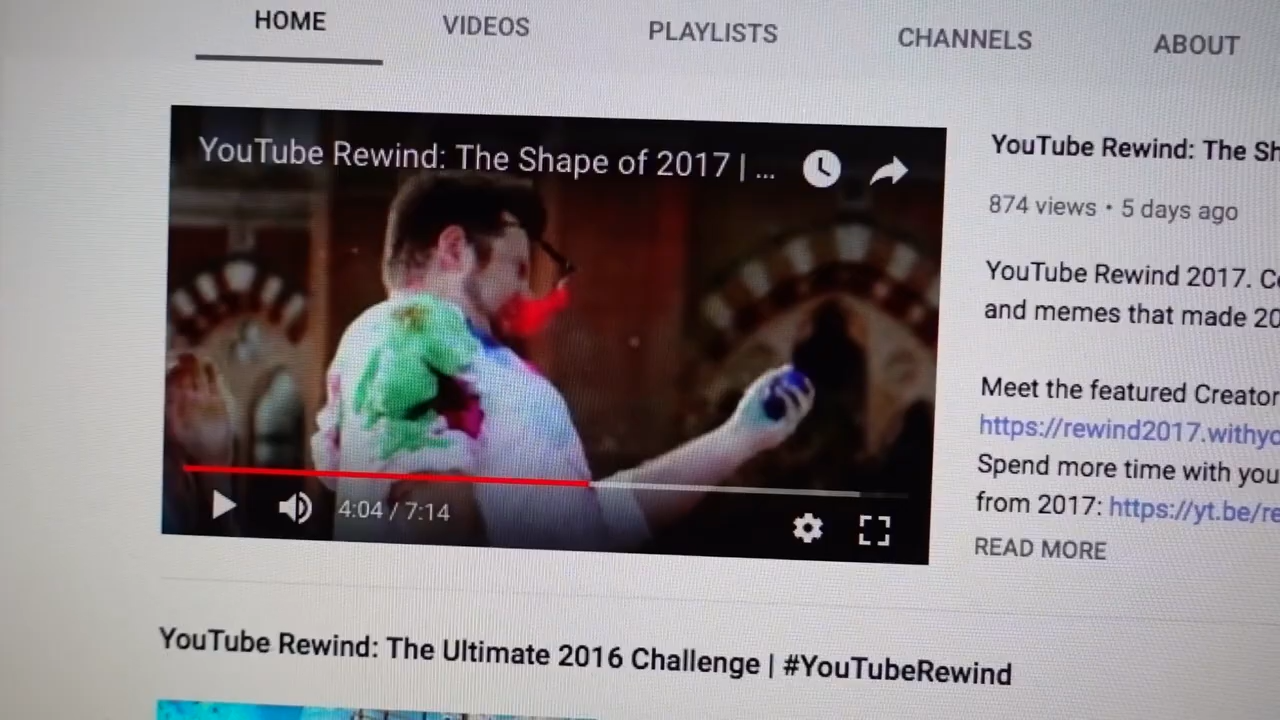 HOME VIDEOS PLAYLISTS CHANNELS ABOUT
YouTube Rewind: The Shape of 2017 | ...
4:04 / 7:14
YouTube Rewind: The Sh
874 views • 5 days ago
YouTube Rewind 2017. Ce
and memes that made 20
Meet the featured Creator
https://rewind2017.withyo
Spend more time with you
from 2017: https://yt.be/re
READ MORE
YouTube Rewind: The Ultimate 2016 Challenge | #YouTubeRewind